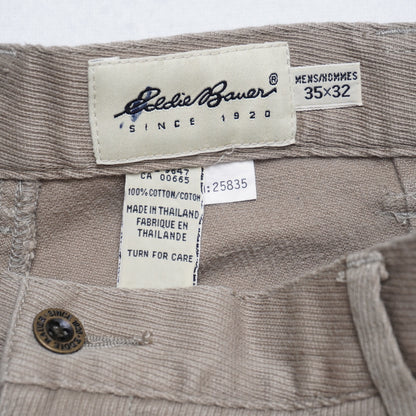 Eddie Bauer®
SINCE 1920
MENS/HOMMES
35×32
CA 00665
100% COTTON/COTON
MADE IN THAILAND
FABRIQUE EN
THAILANDE
TURN FOR CARE
:25835